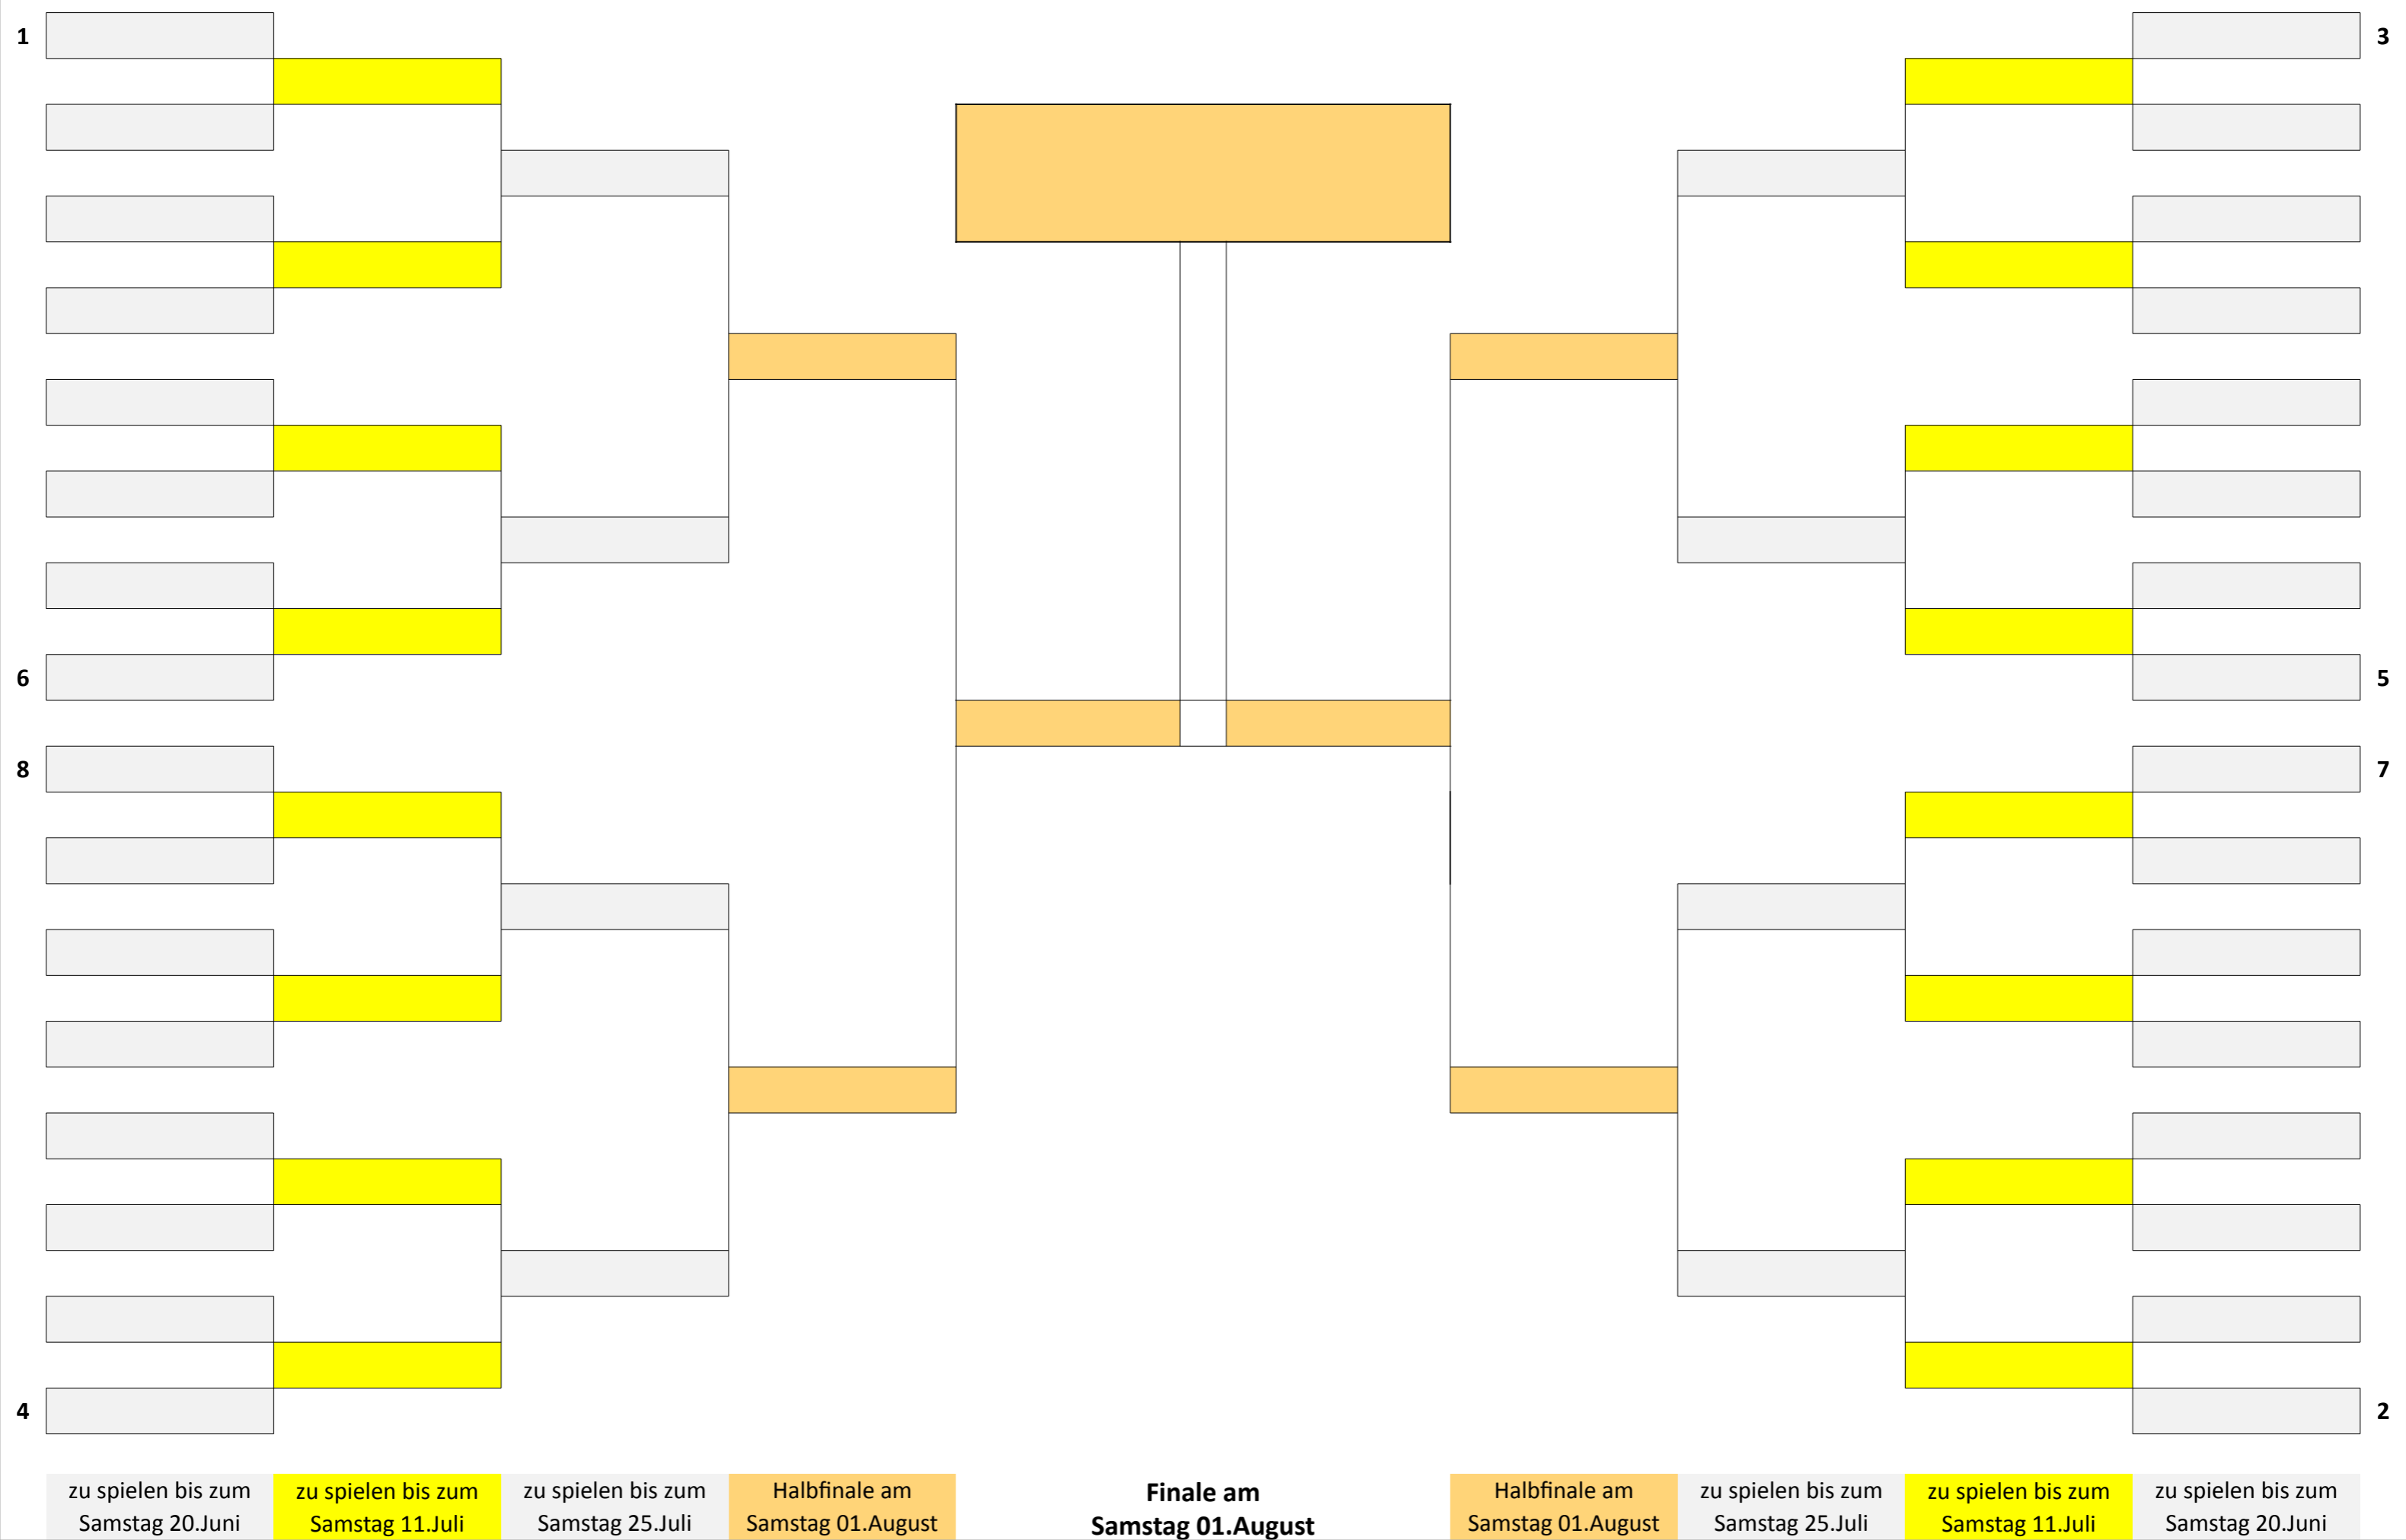 1
3
6
5
8
7
4
2
zu spielen bis zum
Samstag 20.Juni
zu spielen bis zum
Samstag 11.Juli
zu spielen bis zum
Samstag 25.Juli
Halbfinale am
Samstag 01.August
Finale am
Samstag 01.August
Halbfinale am
Samstag 01.August
zu spielen bis zum
Samstag 25.Juli
zu spielen bis zum
Samstag 11.Juli
zu spielen bis zum
Samstag 20.Juni